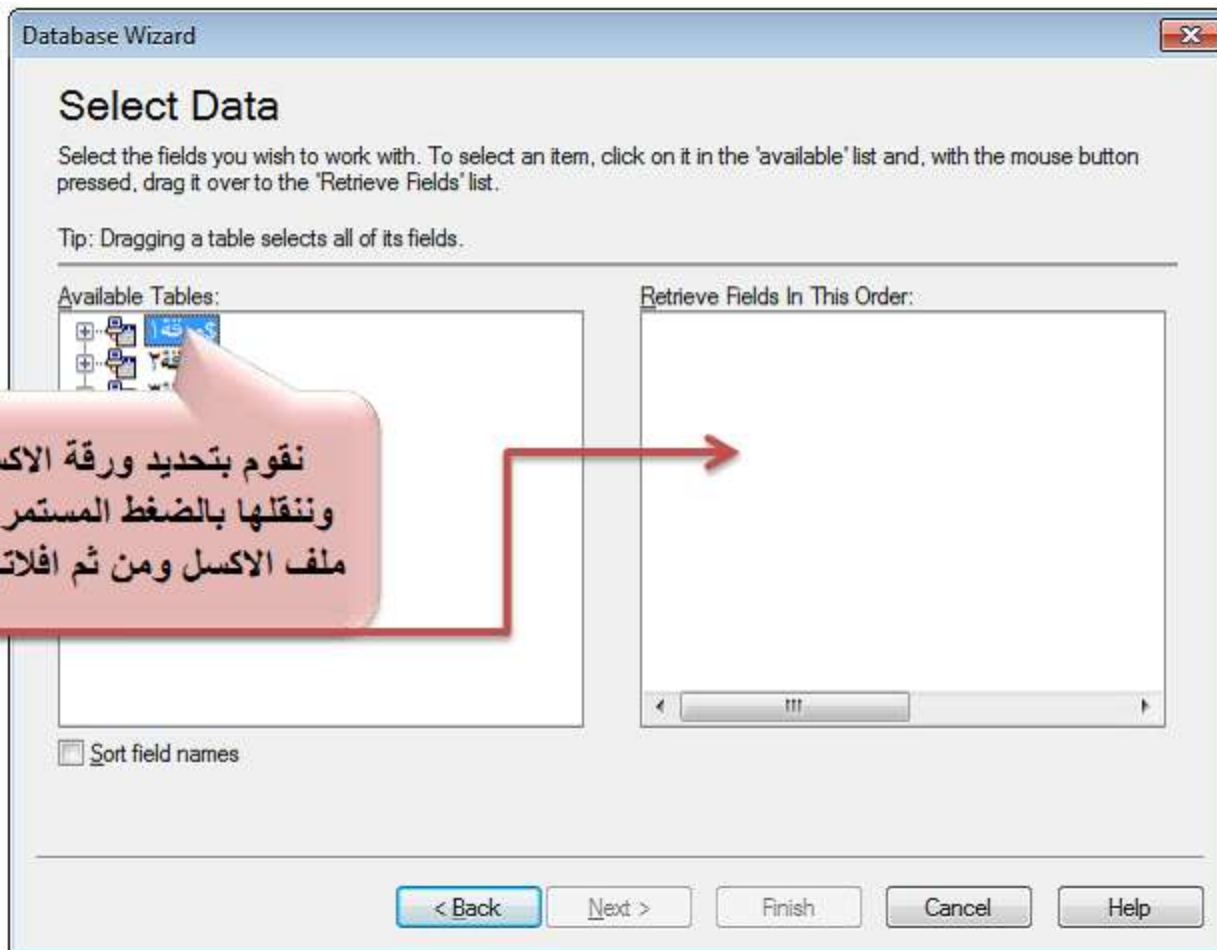 Database Wizard
Select Data
Select the fields you wish to work with. To select an item, click on it in the 'available' list and, with the mouse button
pressed, drag it over to the 'Retrieve Fields' list.
Tip: Dragging a table selects all of its fields.
Available Tables:
Retrieve Fields In This Order:
ورقة١$
نقوم بتحديد ورقة
وننقلها بالضغط المستمر
ملف الاكسل ومن ثم
Sort field names
< Back
Next >
Finish
Cancel
Help